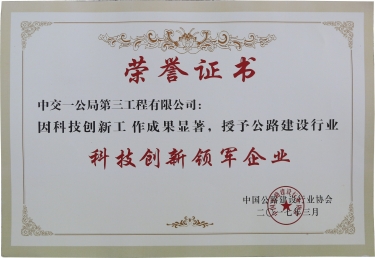 荣誉证书
中交一公局第三工程有限公司：
因科技创新工作成果显著，授予公路建设行业
科技创新领军企业
中国公路建设行业协会
二〇一七年三月